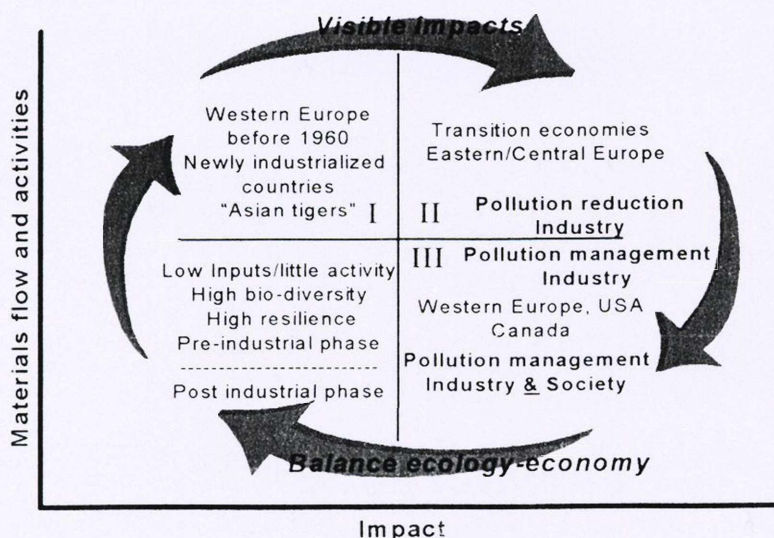 Visible Impacts
Materials flow and activities
Western Europe
before 1960
Newly industrialized
countries
"Asian tigers" I
Transition economies
Eastern/Central Europe
II Pollution reduction
Industry
Low Inputs/little activity
High bio-diversity
High resilience
Pre-industrial phase
Post industrial phase
III Pollution management
Industry
Western Europe, USA
Canada
Pollution management
Industry & Society
Balance ecology-economy
Impact